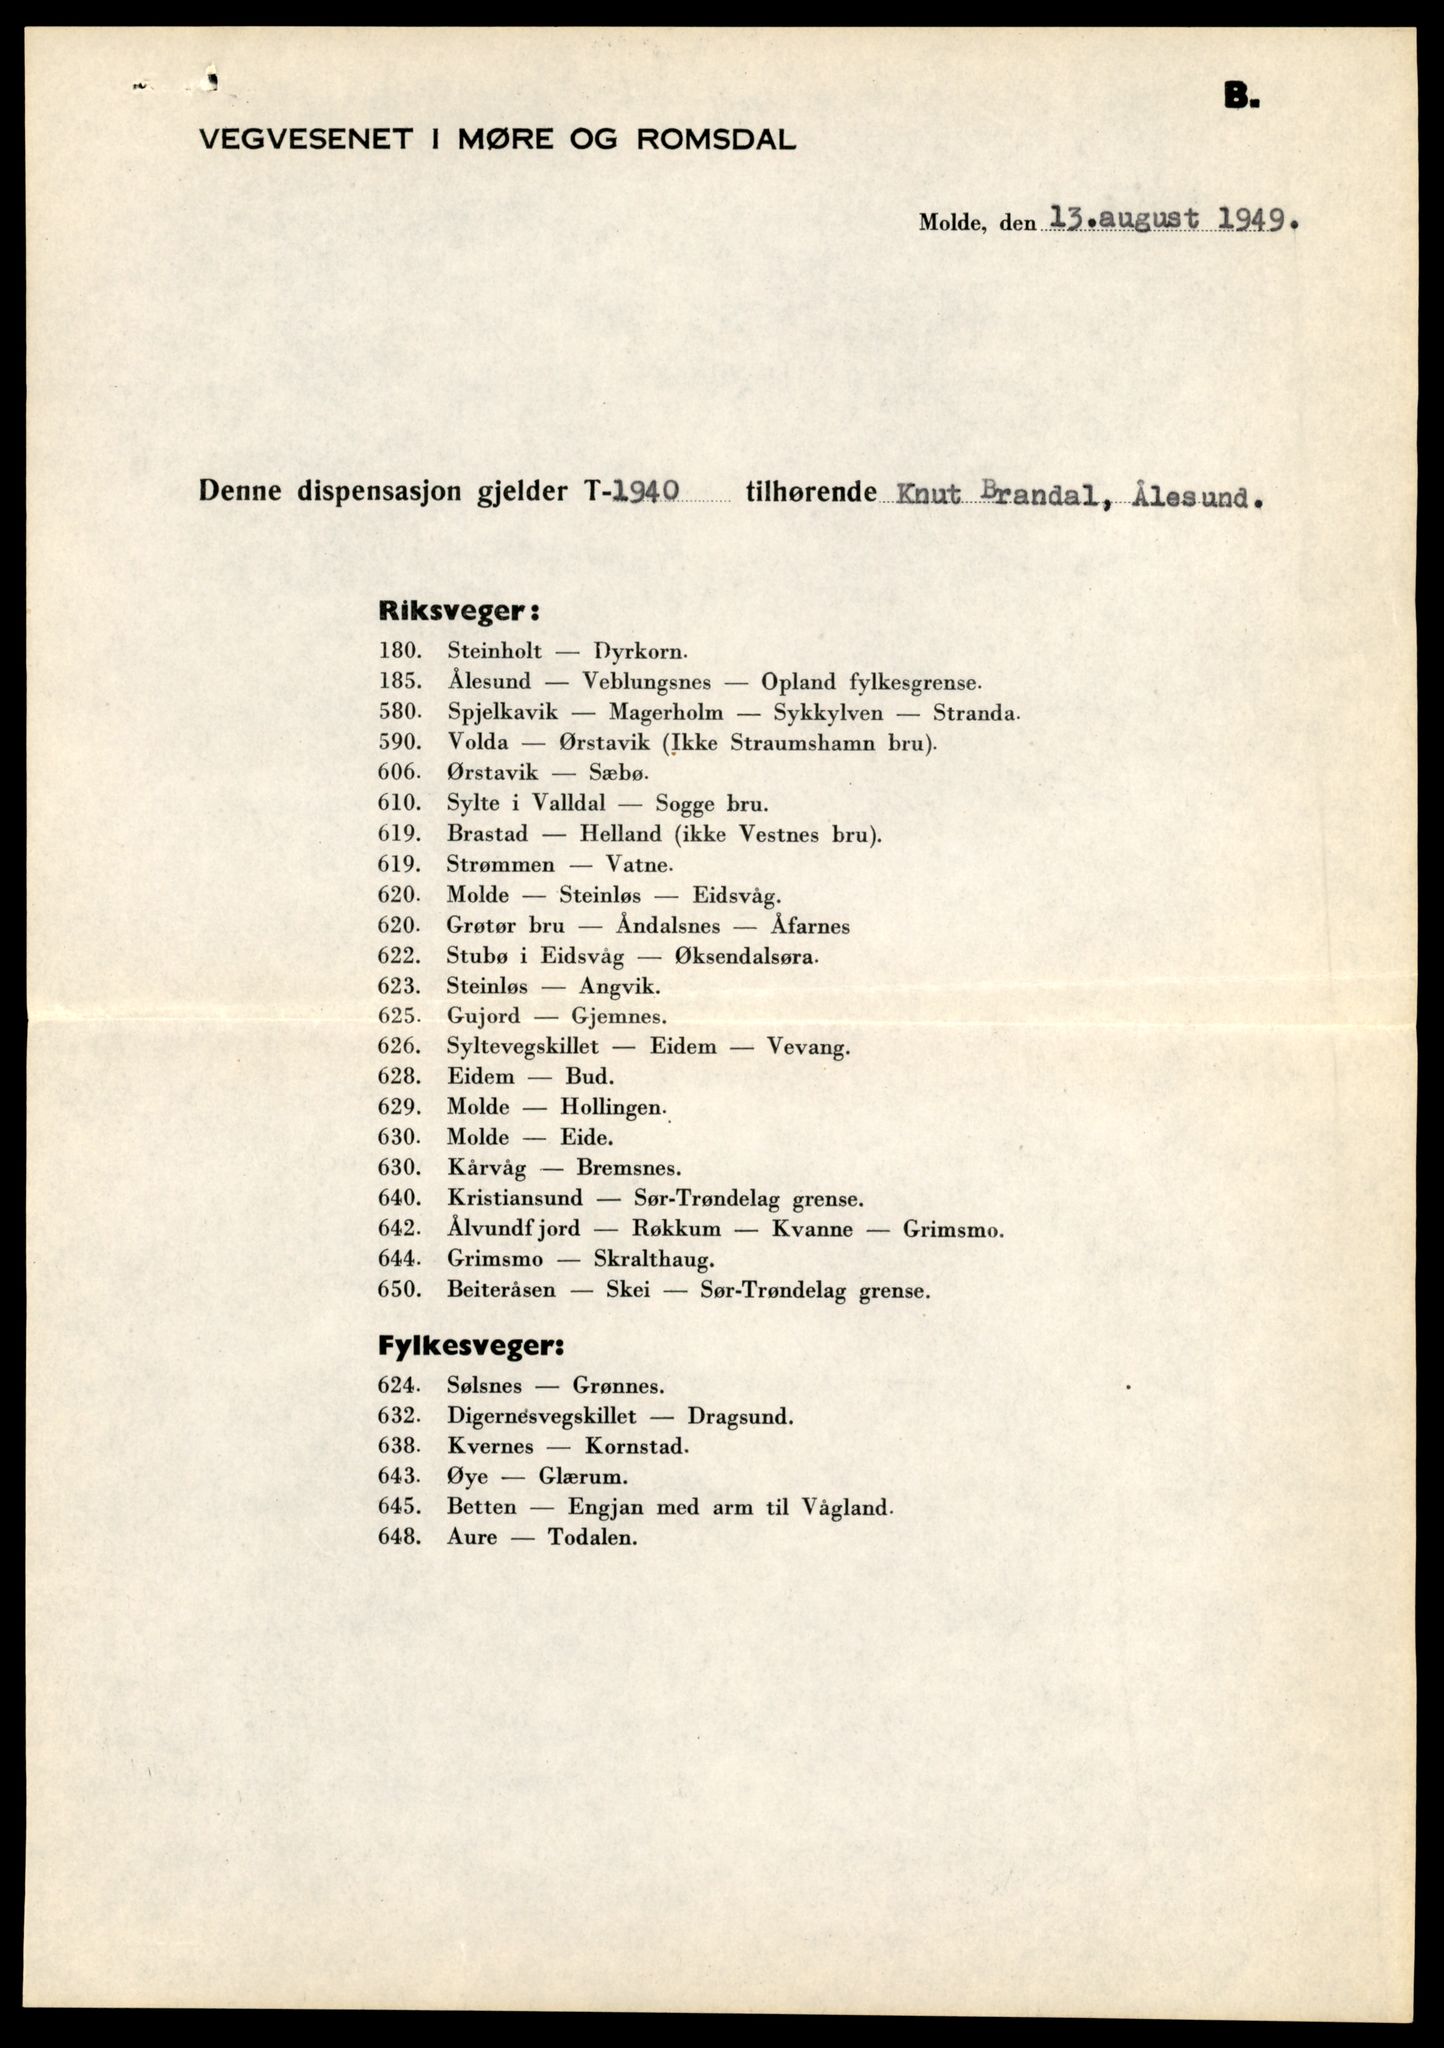 B.
VEGVESENET I MØRE OG ROMSDAL
Molde, den 13.august 1949.
Denne dispensasjon gjelder T-1940 tilhørende Knut Brandal, Ålesund.
Riksveger:
180. Steinholt — Dyrkorn.
185. Ålesund — Veblungsnes — Opland fylkesgrense.
580. Spjelkavik — Magerholm — Sykkylven — Stranda.
590. Volda — Ørstavik (Ikke Straumshamn bru).
606. Ørstavik — Sæbø.
610. Sylte i Valldal — Sogge bru.
619. Brastad — Helland (ikke Vestnes bru).
619. Strømmen — Vatne.
620. Molde — Steinløs — Eidsvåg.
620. Grøtør bru — Åndalsnes — Åfarnes
622. Stubø i Eidsvåg — Øksendalsøra.
623. Steinløs — Angvik.
625. Gujord — Gjemnes.
626. Syltevegskillet — Eidem — Vevang.
628. Eidem — Bud.
629. Molde — Hollingen.
630. Molde — Eide.
630. Kårvåg — Bremsnes.
640. Kristiansund — Sør-Trøndelag grense.
642. Ålvundfjord — Røkkum — Kvanne — Grimsmo.
644. Grimsmo — Skralthaug.
650. Beiteråsen — Skei — Sør-Trøndelag grense.
Fylkesveger:
624. Sølsnes — Grønnes.
632. Digernesvegskillet — Dragsund.
638. Kvernes — Kornstad.
643. Øye — Glærum.
645. Betten — Engjan med arm til Vågland.
648. Aure — Todalen.